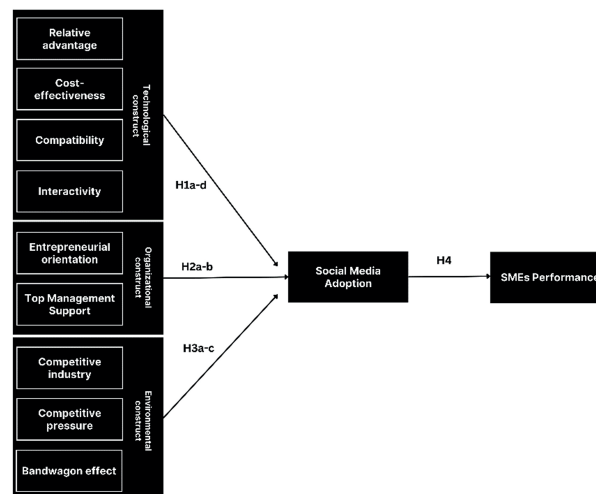 Relative
advantage
Cost-
effectiveness
Compatibility
Interactivity
Technological
construct
H1a-d
Entrepreneurial
orientation
Top Management
Support
Organizational
construct
H2a-b
Social Media
Adoption
H4
SMEs Performance
H3a-c
Competitive
industry
Competitive
pressure
Bandwagon effect
Environmental
construct